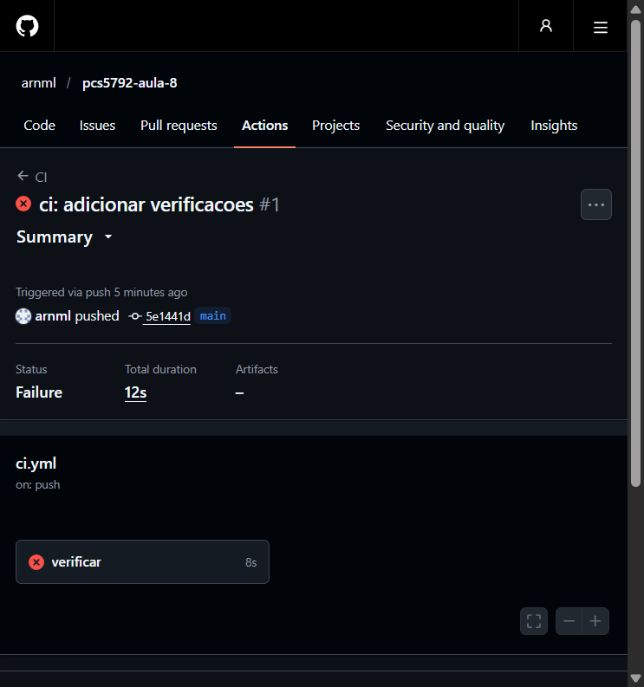 arnml / pcs5792-aula-8
Code Issues Pull requests Actions Projects Security and quality Insights
← CI
ci: adicionar verificacoes #1
Summary
Triggered via push 5 minutes ago
arnml pushed 5e1441d main
Status Total duration Artifacts
Failure 12s –
ci.yml
on: push
verificar 8s